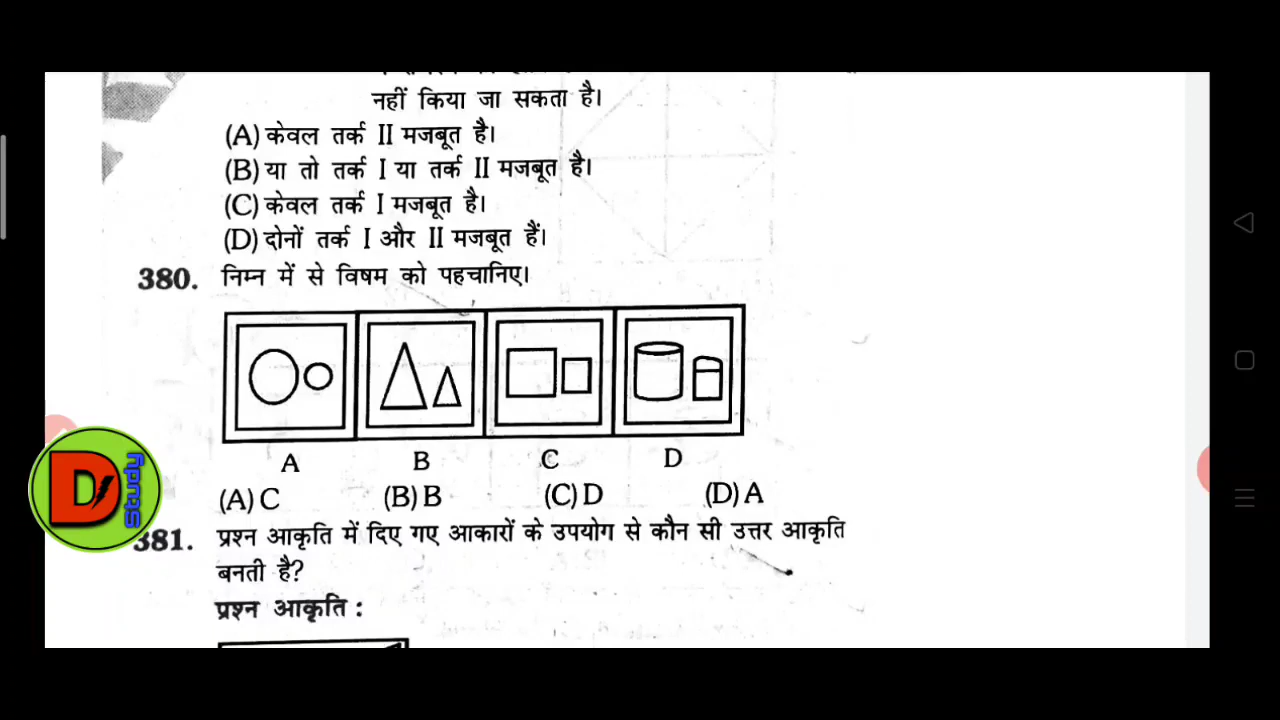 नहीं किया जा सकता है।
(A) केवल तर्क II मजबूत है।
(B) या तो तर्क I या तर्क II मजबूत है।
(C) केवल तर्क I मजबूत है।
(D) दोनों तर्क I और II मजबूत हैं।
380. निम्न में से विषम को पहचानिए।
A B C D
(A) C (B) B (C) D (D) A
381. प्रश्न आकृति में दिए गए आकारों के उपयोग से कौन सी उत्तर आकृति
बनती है?
प्रश्न आकृति :
D Study